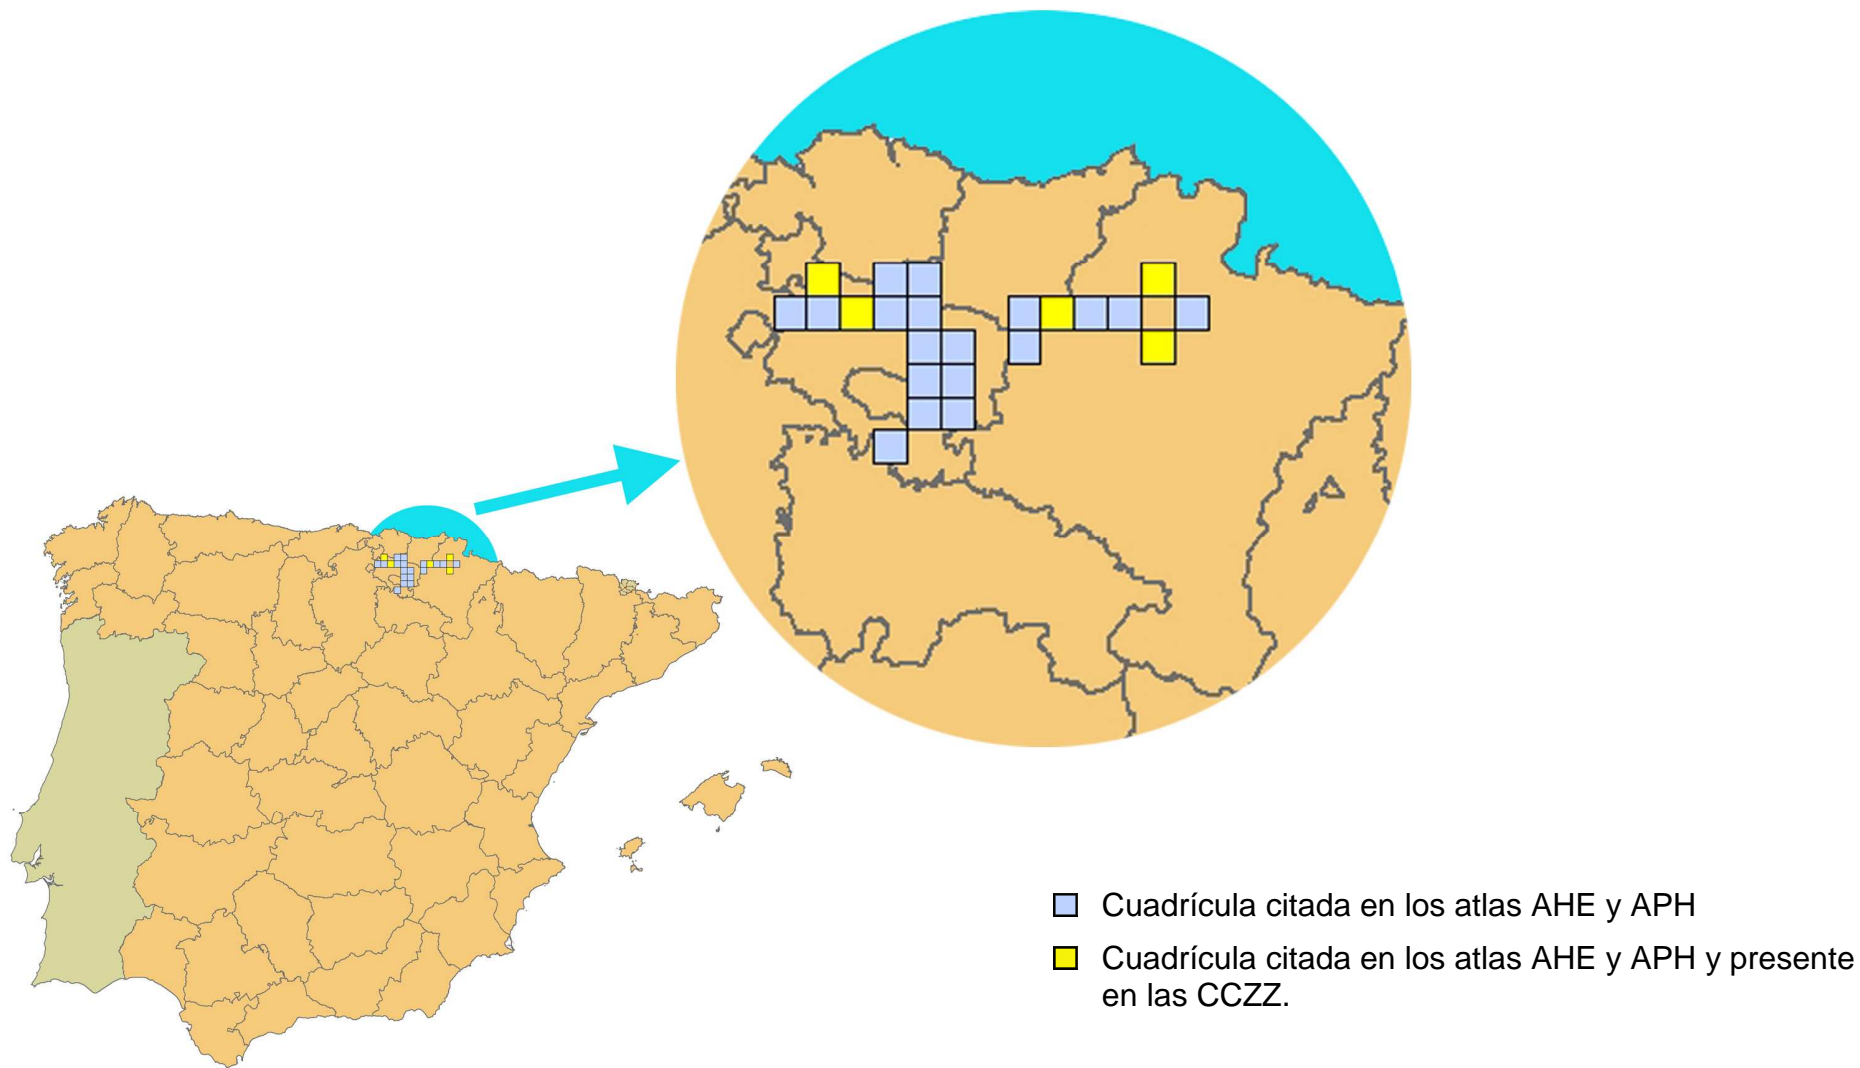 Cuadrícula citada en los atlas AHE y APH
Cuadrícula citada en los atlas AHE y APH y presente
en las CCZZ.